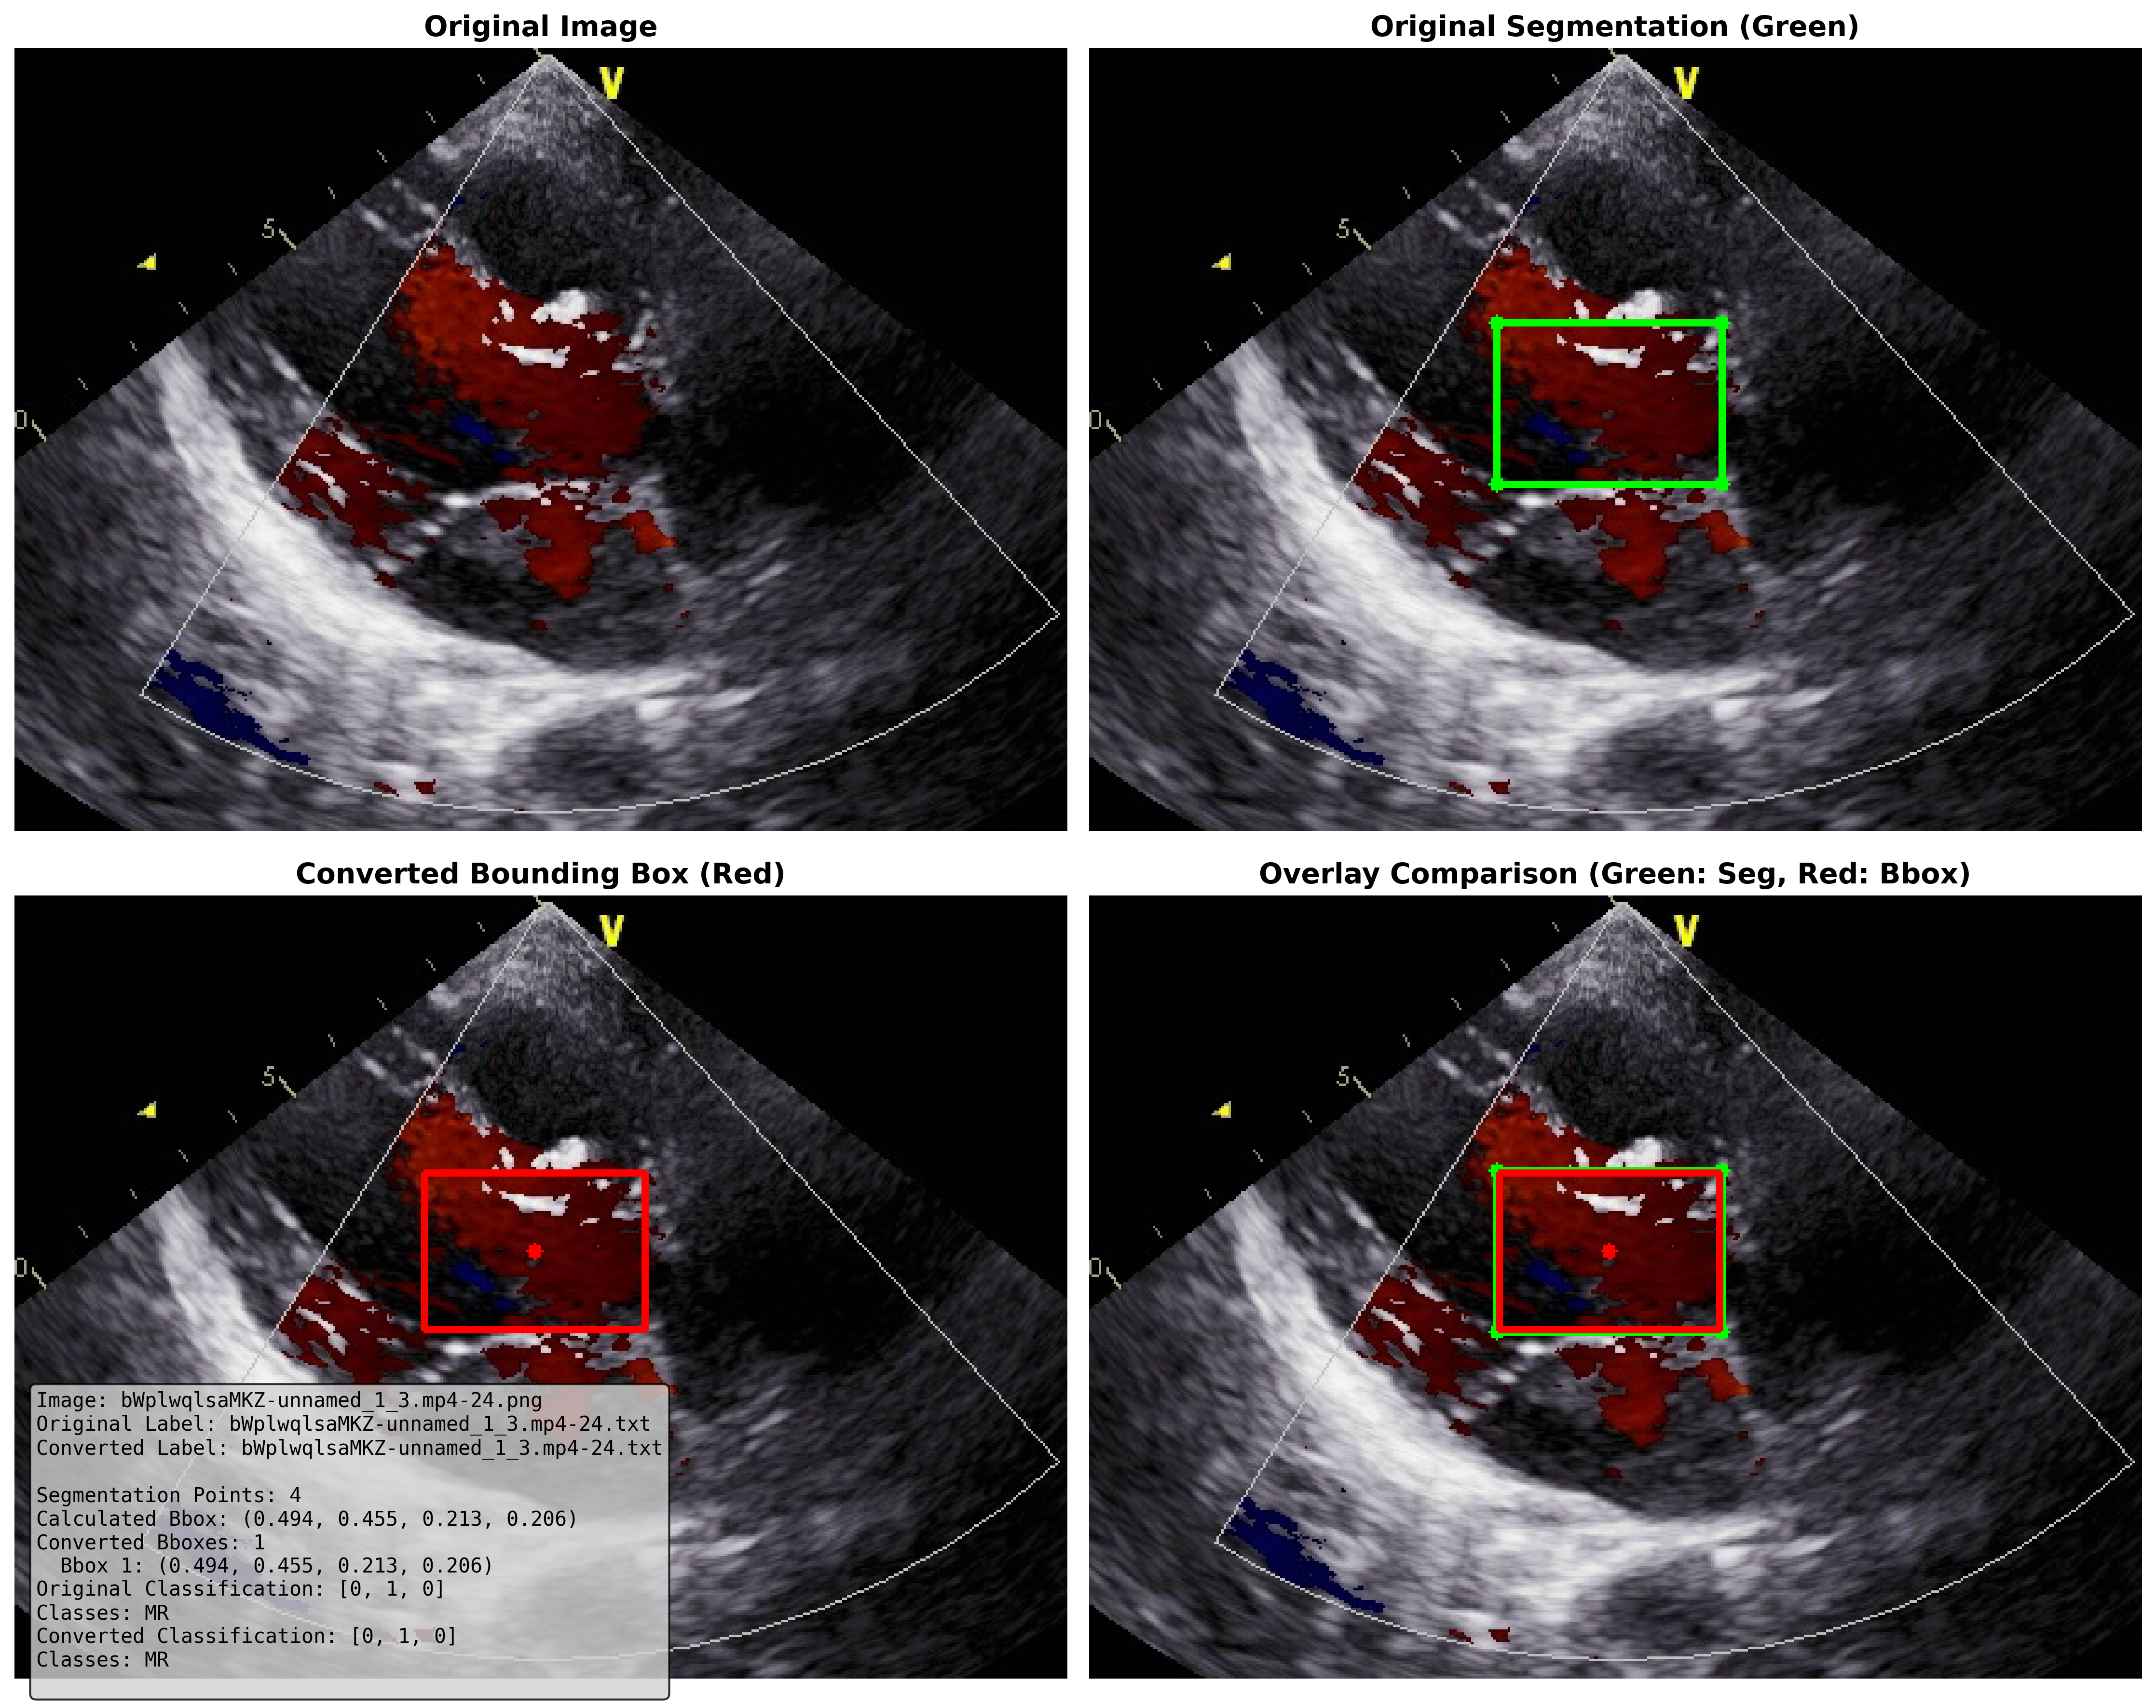 Original Image
Original Segmentation (Green)
V
5
0
V
5
0
Converted Bounding Box (Red)
Overlay Comparison (Green: Seg, Red: Bbox)
V
5
0
V
5
0
Image: bWplwqlsaMKZ-unnamed_1_3.mp4-24.png
Original Label: bWplwqlsaMKZ-unnamed_1_3.mp4-24.txt
Converted Label: bWplwqlsaMKZ-unnamed_1_3.mp4-24.txt
Segmentation Points: 4
Calculated Bbox: (0.494, 0.455, 0.213, 0.206)
Converted Bboxes: 1
Bbox 1: (0.494, 0.455, 0.213, 0.206)
Original Classification: [0, 1, 0]
Classes: MR
Converted Classification: [0, 1, 0]
Classes: MR